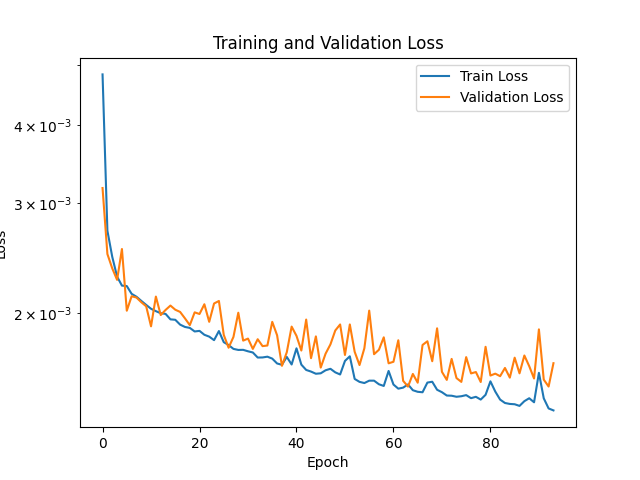 Training and Validation Loss
Train Loss
Validation Loss
4 × 10⁻³
3 × 10⁻³
2 × 10⁻³
Loss
0 20 40 60 80
Epoch